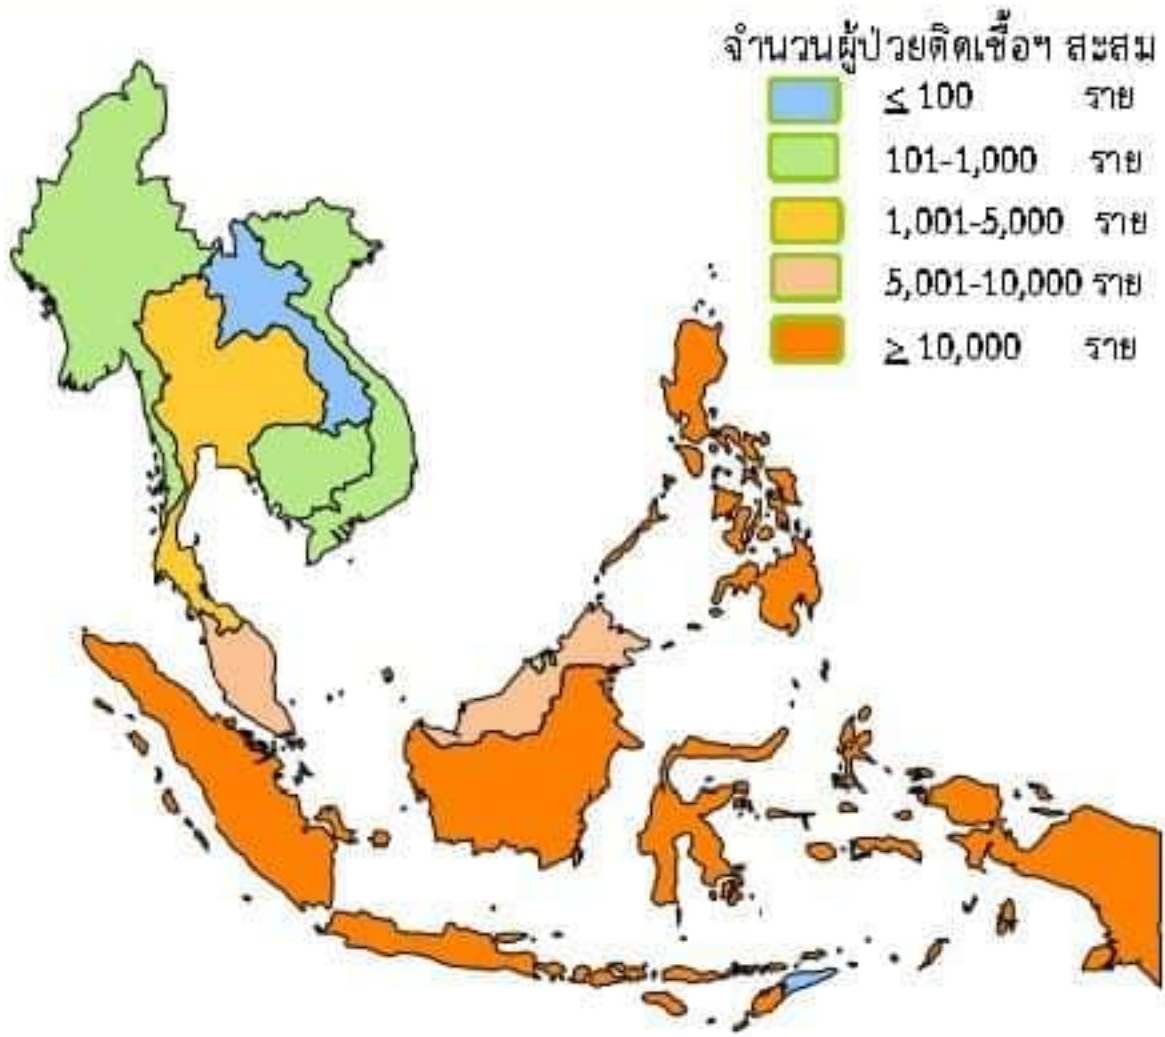 จำนวนผู้ป่วยติดเชื้อฯ สะสม
≤ 100 ราย
101-1,000 ราย
1,001-5,000 ราย
5,001-10,000 ราย
≥ 10,000 ราย